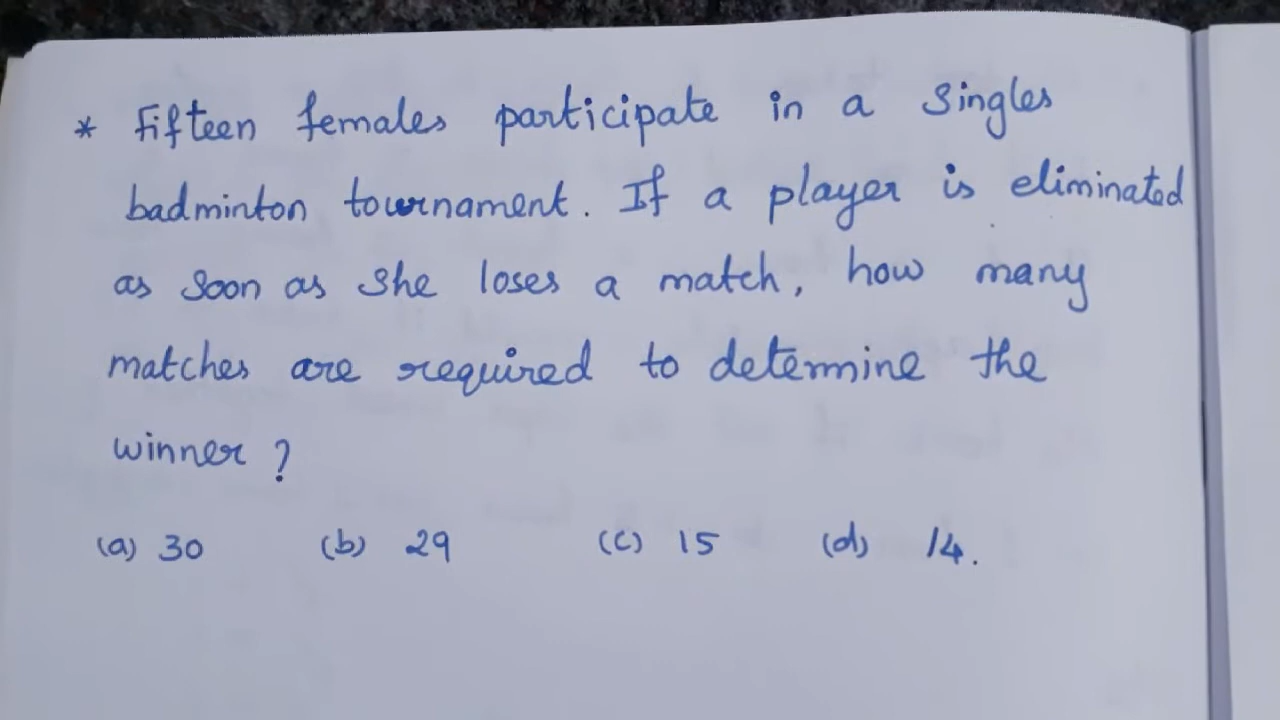 * Fifteen females participate in a Singles
badminton tournament. If a player is eliminated
as soon as She loses a match, how many
matches are required to determine the
winner?
(a) 30 (b) 29 (c) 15 (d) 14.